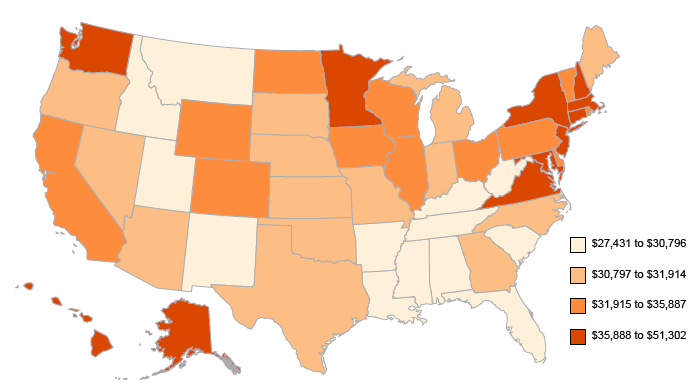 $27,431 to $30,796
$30,797 to $31,914
$31,915 to $35,887
$35,888 to $51,302